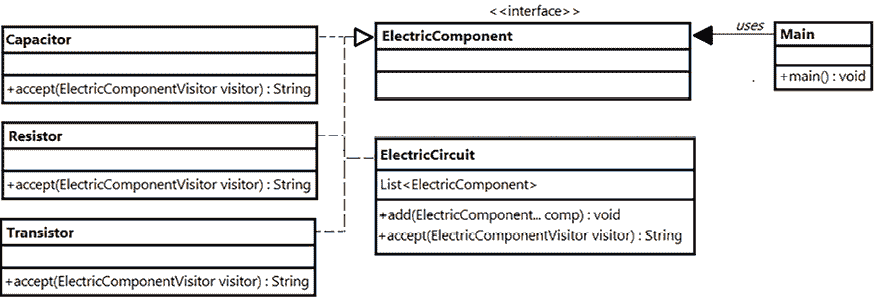 <<interface>>
Capacitor
+accept(ElectricComponentVisitor visitor) : String
ElectricComponent
uses
Main
+main() : void
Resistor
+accept(ElectricComponentVisitor visitor) : String
ElectricCircuit
List<ElectricComponent>
+add(ElectricComponent... comp) : void
+accept(ElectricComponentVisitor visitor) : String
Transistor
+accept(ElectricComponentVisitor visitor) : String